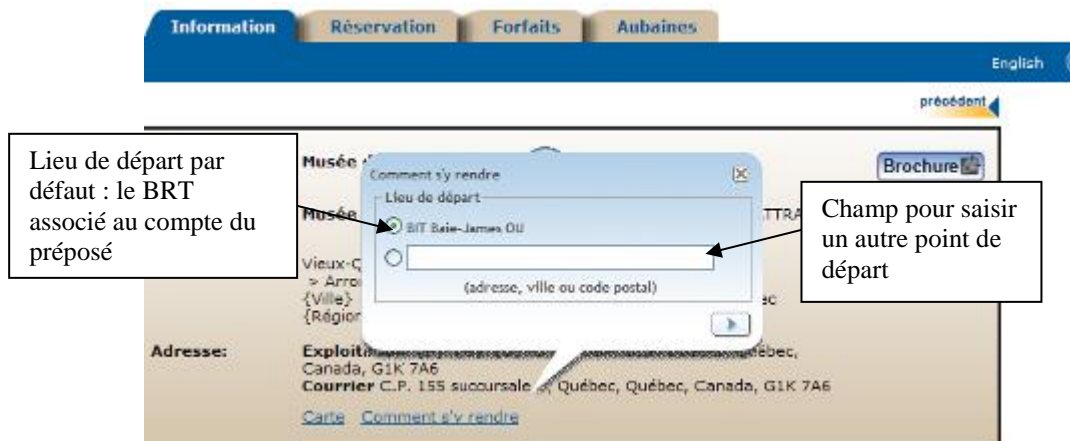 Information Réservation Forfaits Aubaines
English
précédent
Lieu de départ par
défaut : le BRT
associé au compte du
préposé
Musée
Comment s'y rendre
Brochure
Lieu de départ
Musée
BIT Baie-James OU
Champ pour saisir
un autre point de
départ
Vieux-Q
> Arro
(adresse, ville ou code postal)
{Ville}
{Région
Adresse:
Exploit
Québec,
Canada, G1K 7A6
Courrier C.P. 155 succursale B, Québec, Québec, Canada, G1K 7A6
Carte Comment s'y rendre